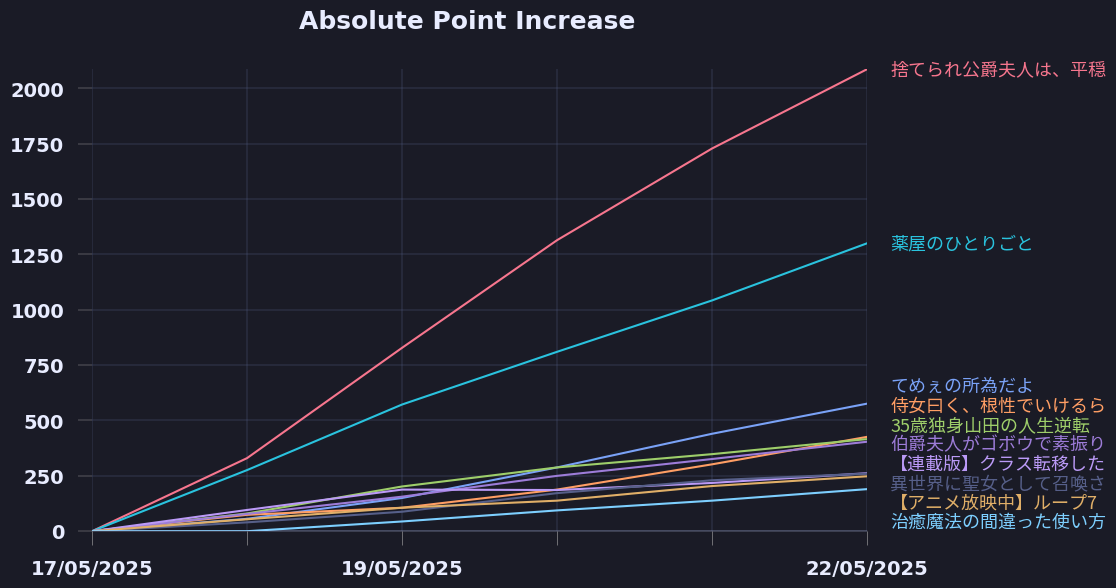 Absolute Point Increase
2000
1750
1500
1250
1000
750
500
250
0
17/05/2025
19/05/2025
22/05/2025
捨てられ公爵夫人は、平穏
薬屋のひとりごと
てめぇの所為だよ
侍女曰く、根性でいけるら
35歳独身山田の人生逆転
伯爵夫人がゴボウで素振り
【連載版】クラス転移した
異世界に聖女として召喚さ
【アニメ放映中】ループ7
治癒魔法の間違った使い方